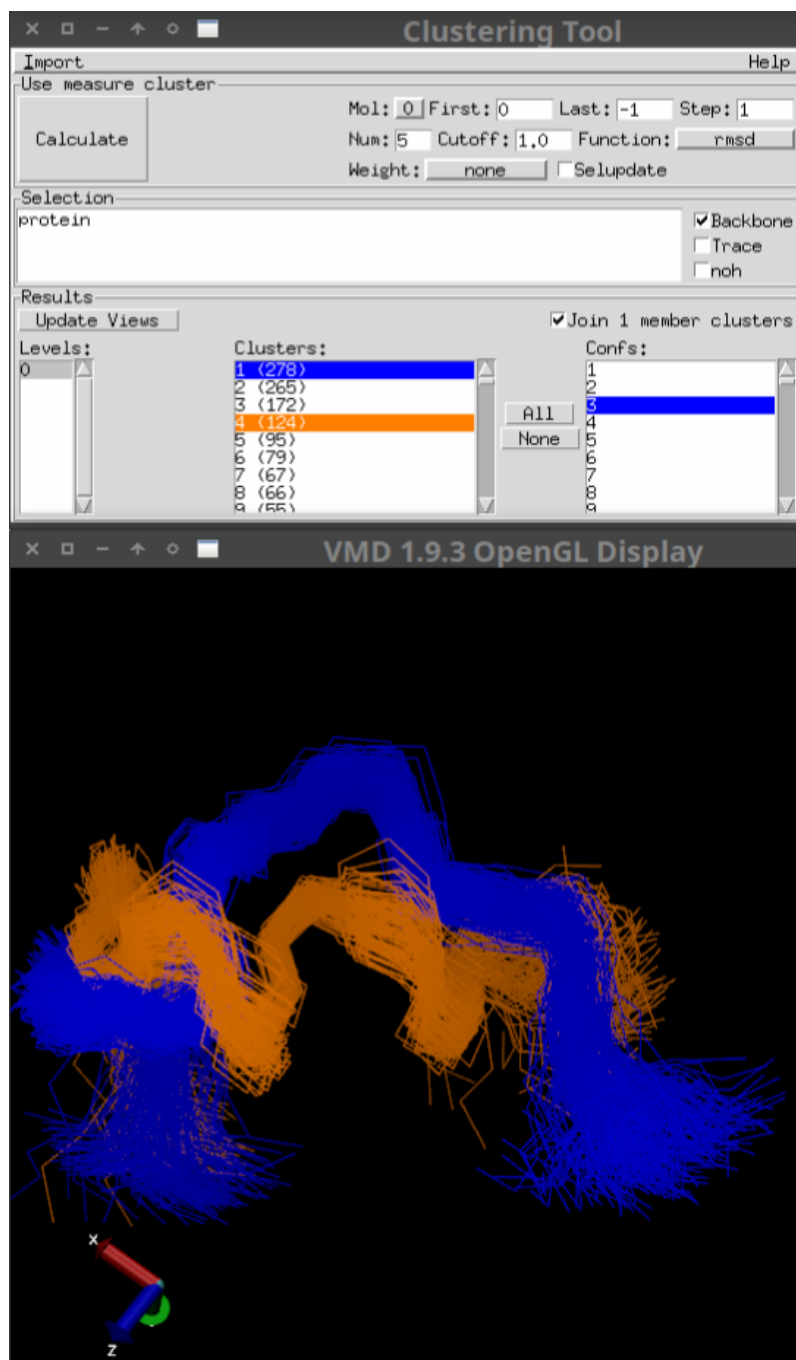 Clustering Tool
Import Help
Use measure cluster
Calculate
Mol: 0 First: 0 Last: -1 Step: 1
Num: 5 Cutoff: 1.0 Function: rmsd
Weight: none Selupdate
Selection
protein
Backbone
Trace
noh
Results
Update Views Join 1 member clusters
Levels: Clusters: Confs:
0 1 (278) 1
2 (265) 2
3 (172) 3
4 (124) 4
5 (95) 5
6 (79) 6
7 (67) 7
8 (66) 8
9 (55) 9
All
None
VMD 1.9.3 OpenGL Display
X
Z